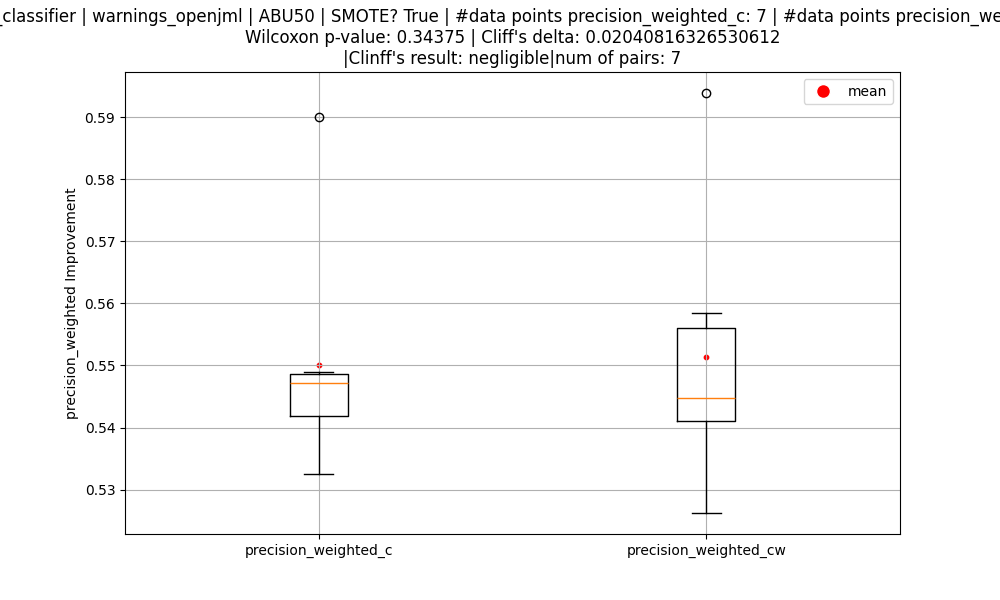 _classifier | warnings_openjml | ABU50 | SMOTE? True | #data points precision_weighted_c: 7 | #data points
Wilcoxon p-value: 0.34375 | Cliff's delta: 0.02040816326530612
|Clinff's result: negligible|num of pairs: 7
mean
0.59
0.58
0.57
0.56
0.55
0.54
0.53
precision_weighted Improvement
precision_weighted_c
precision_weighted_cw